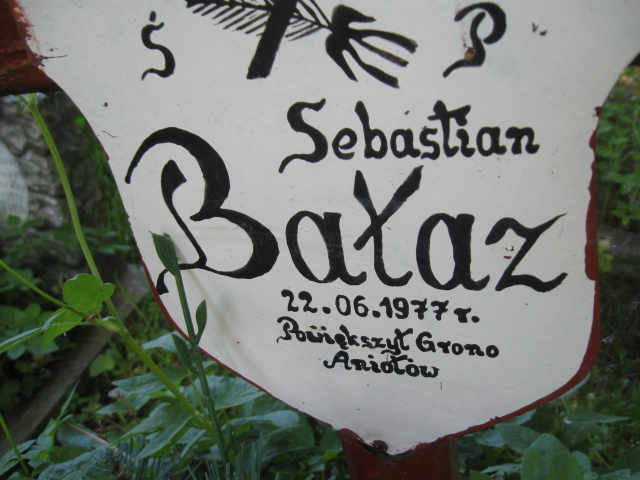 Ś P
Sebastian
Bałaz
22.06.1977 r.
Powiększył Grono
Aniołów